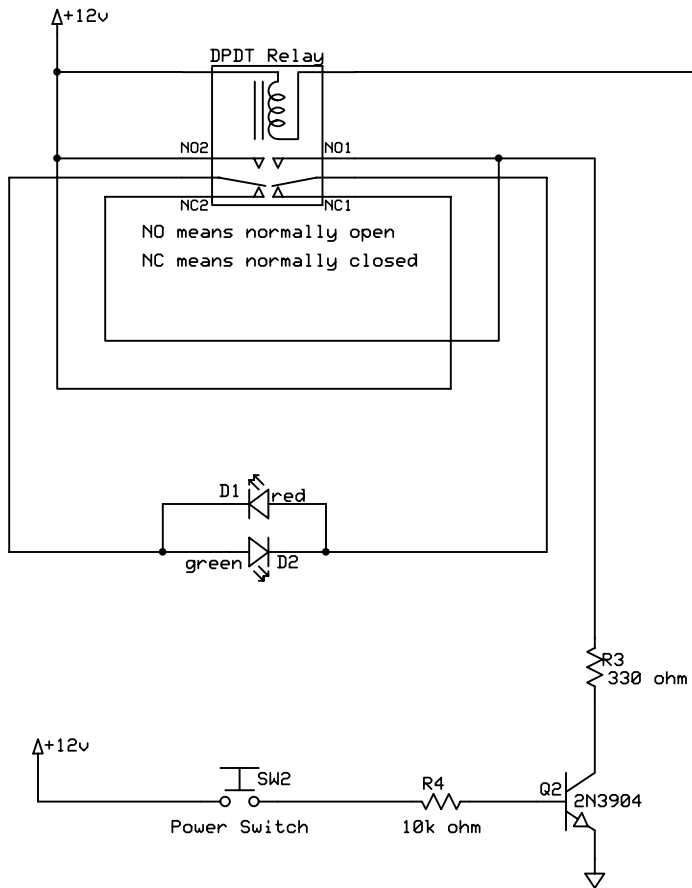 +12v
DPDT Relay
NO2
NO1
NC2
NC1
NO means normally open
NC means normally closed
D1
red
green
D2
R3
330 ohm
+12v
SW2
Power Switch
R4
10k ohm
Q2
2N3904